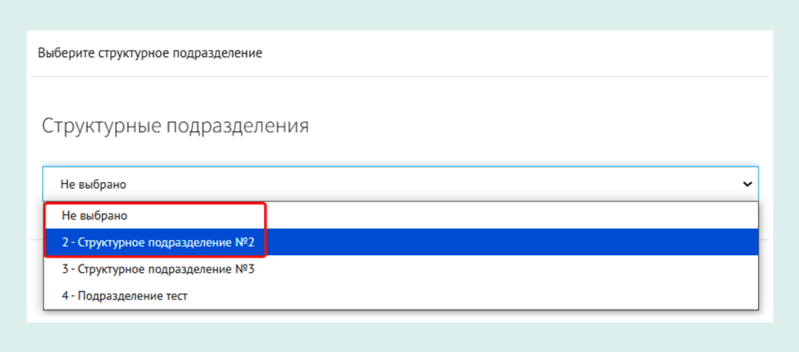 Выберите структурное подразделение
Структурные подразделения
Не выбрано
Не выбрано
2 - Структурное подразделение №2
3 - Структурное подразделение №3
4 - Подразделение тест